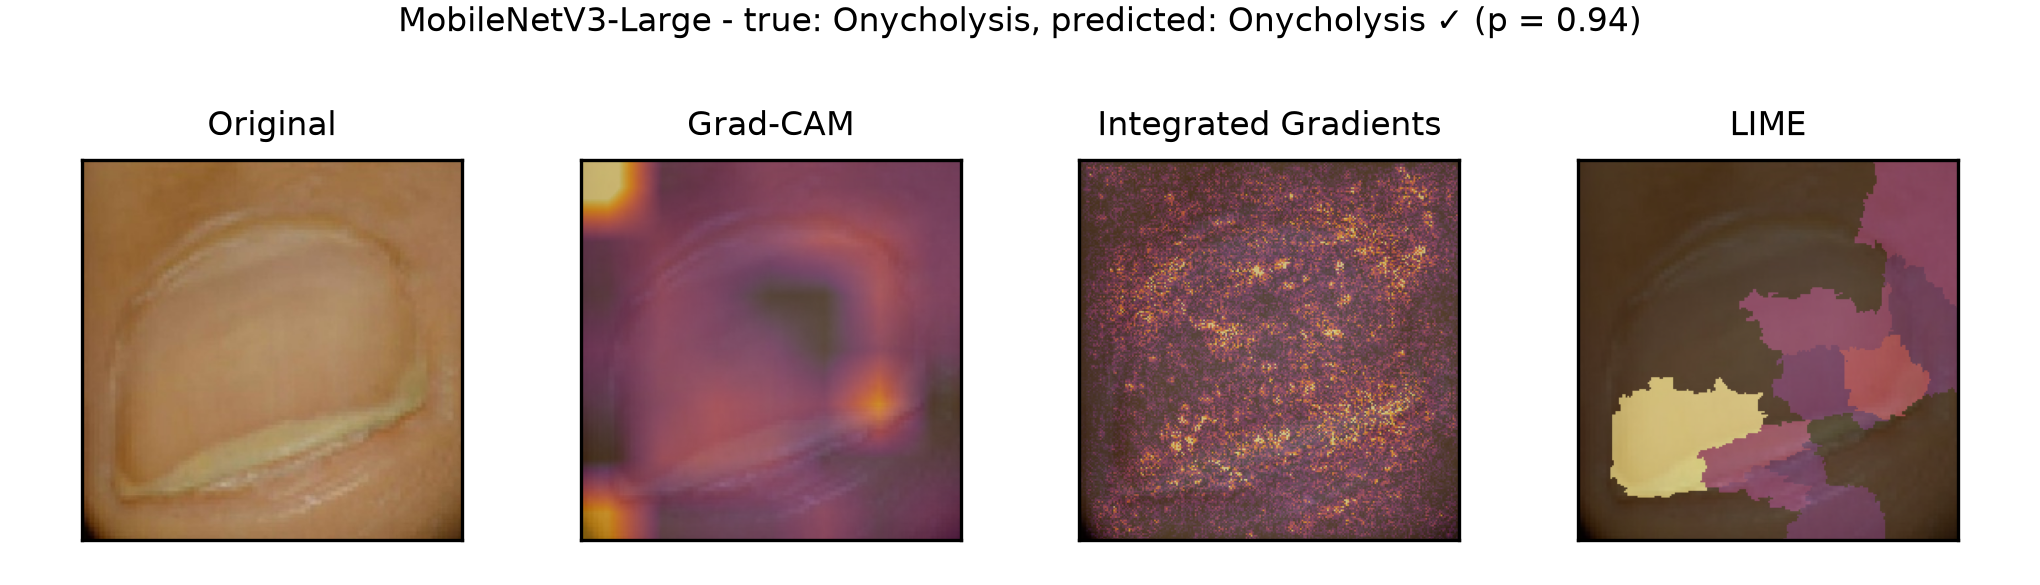 MobileNetV3-Large - true: Onycholysis, predicted: Onycholysis ✓ (p = 0.94)
Original
Grad-CAM
Integrated Gradients
LIME